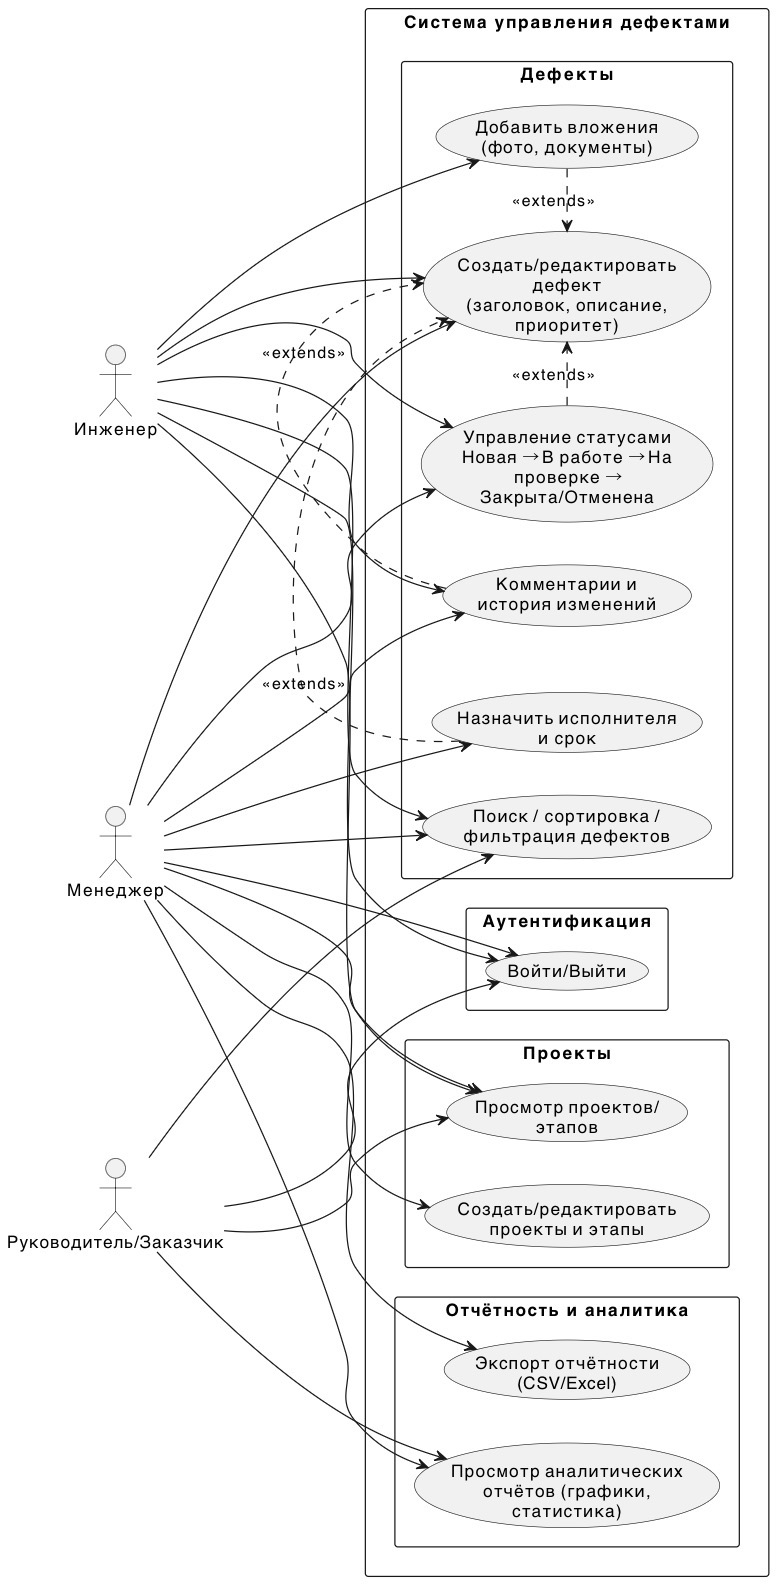 Система управления дефектами
Дефекты
Добавить вложения
(фото, документы)
«extends»
Создать/редактировать
дефект
(заголовок, описание,
приоритет)
«extends»
«extends»
Инженер
Управление статусами
Новая →В работе →На
проверке →
Закрыта/Отменена
Комментарии и
история изменений
«extends»
Назначить исполнителя
и срок
Поиск / сортировка /
фильтрация дефектов
Менеджер
Аутентификация
Войти/Выйти
Проекты
Просмотр проектов/
этапов
Создать/редактировать
проекты и этапы
Руководитель/Заказчик
Отчётность и аналитика
Экспорт отчётности
(CSV/Excel)
Просмотр аналитических
отчётов (графики,
статистика)